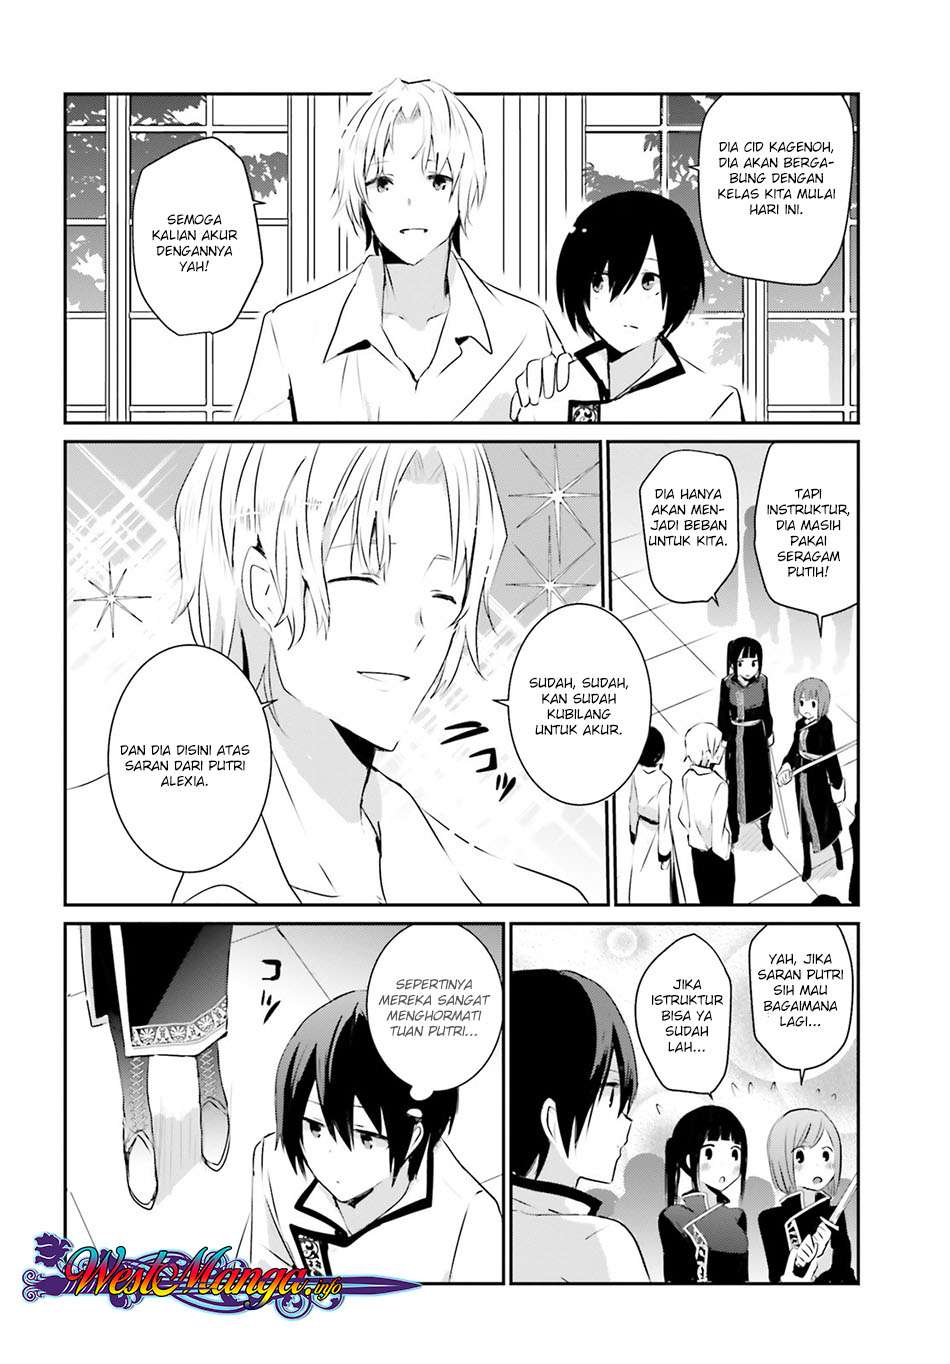 DIA CID KAGENOH,
DIA AKAN BERGA-
BUNG DENGAN
KELAS KITA MULAI
HARI INI.
SEMOGA
KALIAN AKUR
DENGANNYA
YAH!
TAPI
INSTRUKTUR,
DIA MASIH
PAKAI
SERAGAM
PUTIH!
DIA HANYA
AKAN MEN-
JADI BEBAN
UNTUK KITA.
SUDAH, SUDAH,
KAN SUDAH
KUBILANG
UNTUK AKUR.
DAN DIA DISINI ATAS
SARAN DARI PUTRI
ALEXIA.
YAH, JIKA
SARAN PUTRI
SIH MAU
BAGAIMANA
LAGI...
JIKA
ISTRUKTUR
BISA YA
SUDAH
LAH...
SEPERTINYA
MEREKA SANGAT
MENGHORMATI
TUAN PUTRI...
コツ
WestManga.info